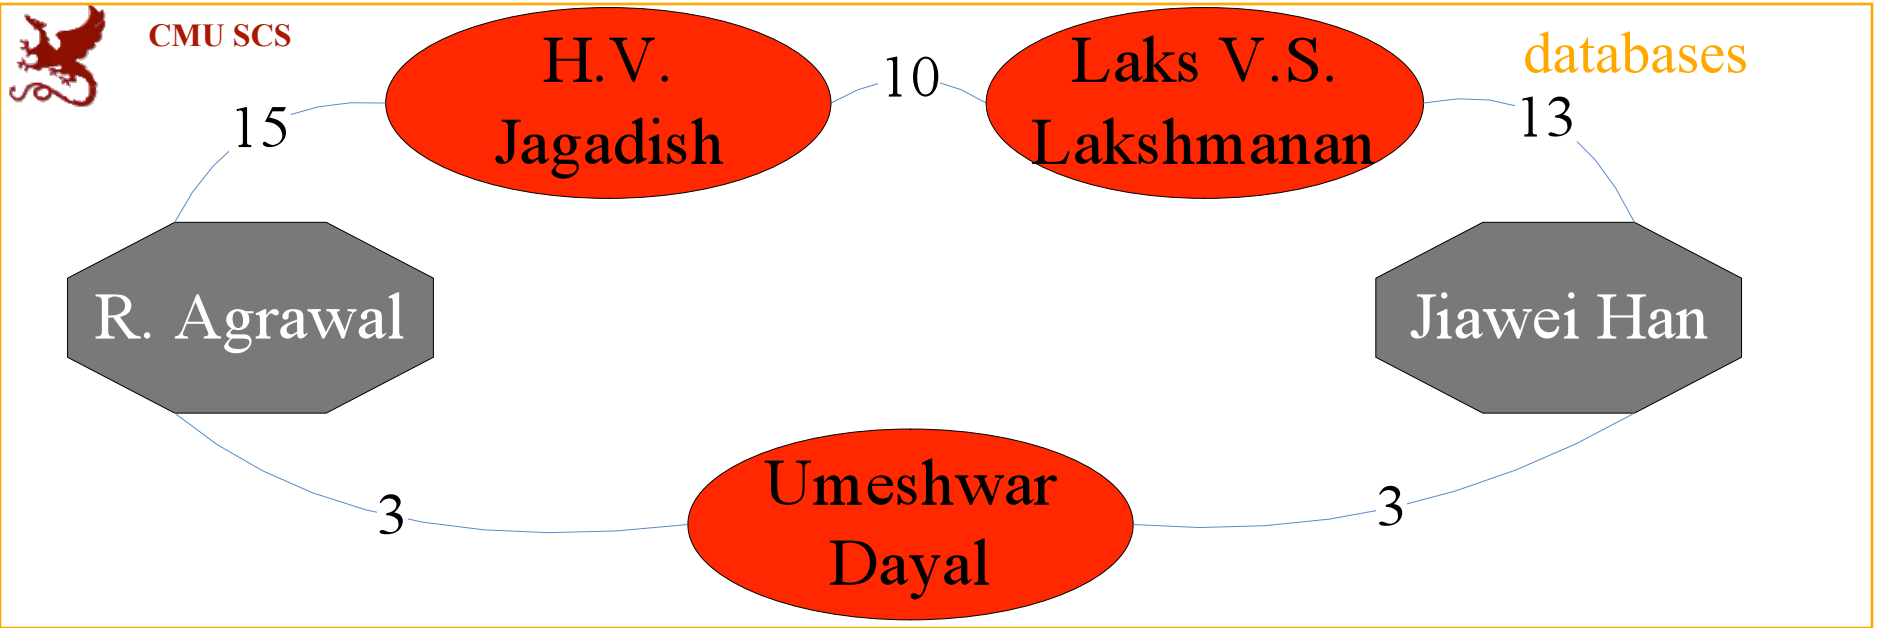 CMU SCS
databases
H.V.
Jagadish
10
Laks V.S.
Lakshmanan
15
13
R. Agrawal
Jiawei Han
3
Umeshwar
Dayal
3